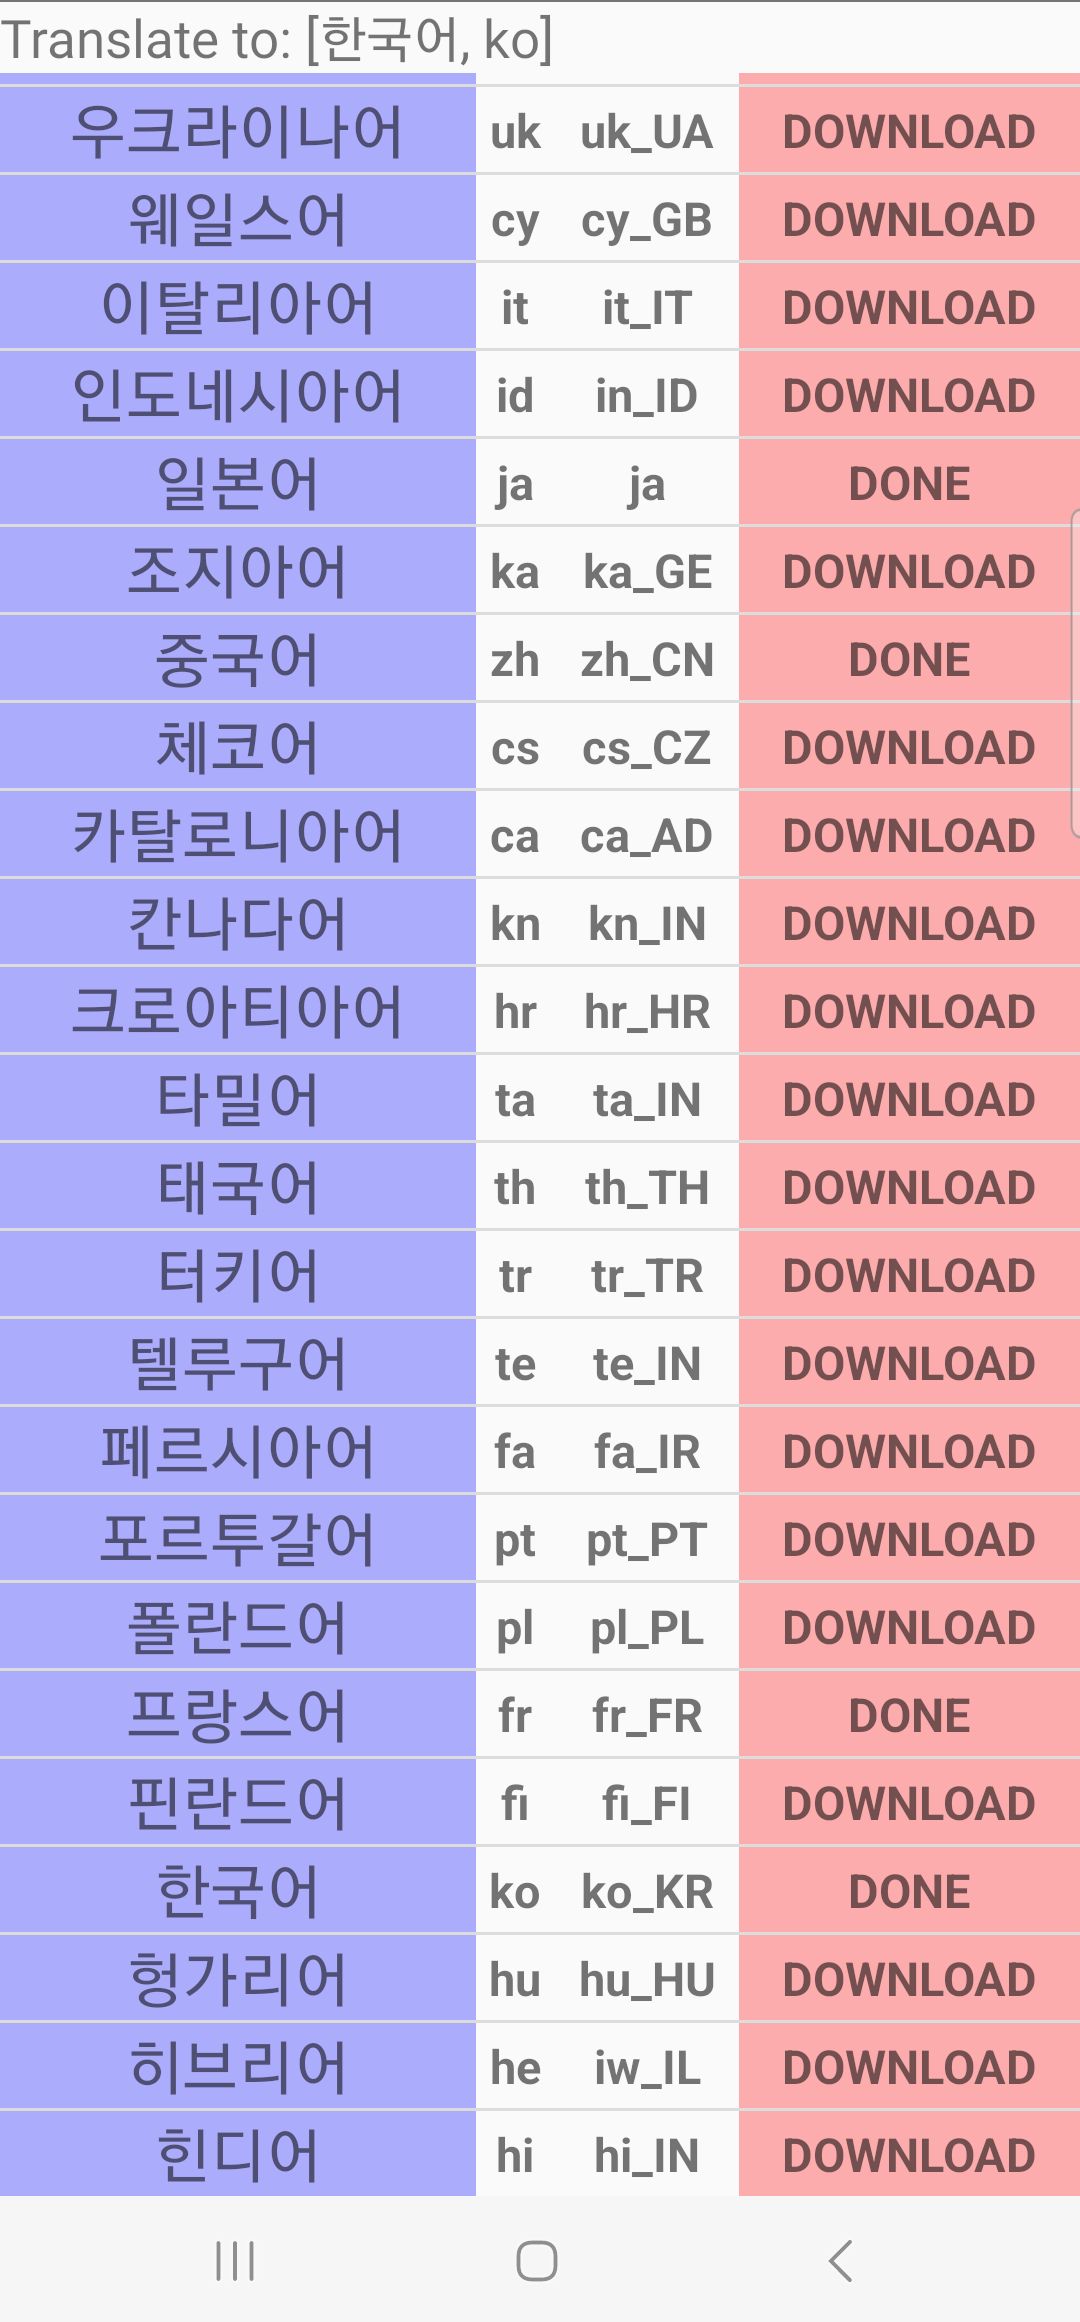 Translate to: [한국어, ko]
우크라이나어 uk uk_UA DOWNLOAD
웨일스어 cy cy_GB DOWNLOAD
이탈리아어 it it_IT DOWNLOAD
인도네시아어 id in_ID DOWNLOAD
일본어 ja ja DONE
조지아어 ka ka_GE DOWNLOAD
중국어 zh zh_CN DONE
체코어 cs cs_CZ DOWNLOAD
카탈로니아어 ca ca_AD DOWNLOAD
칸나다어 kn kn_IN DOWNLOAD
크로아티아어 hr hr_HR DOWNLOAD
타밀어 ta ta_IN DOWNLOAD
태국어 th th_TH DOWNLOAD
터키어 tr tr_TR DOWNLOAD
텔루구어 te te_IN DOWNLOAD
페르시아어 fa fa_IR DOWNLOAD
포르투갈어 pt pt_PT DOWNLOAD
폴란드어 pl pl_PL DOWNLOAD
프랑스어 fr fr_FR DONE
핀란드어 fi fi_FI DOWNLOAD
한국어 ko ko_KR DONE
헝가리어 hu hu_HU DOWNLOAD
히브리어 he iw_IL DOWNLOAD
힌디어 hi hi_IN DOWNLOAD